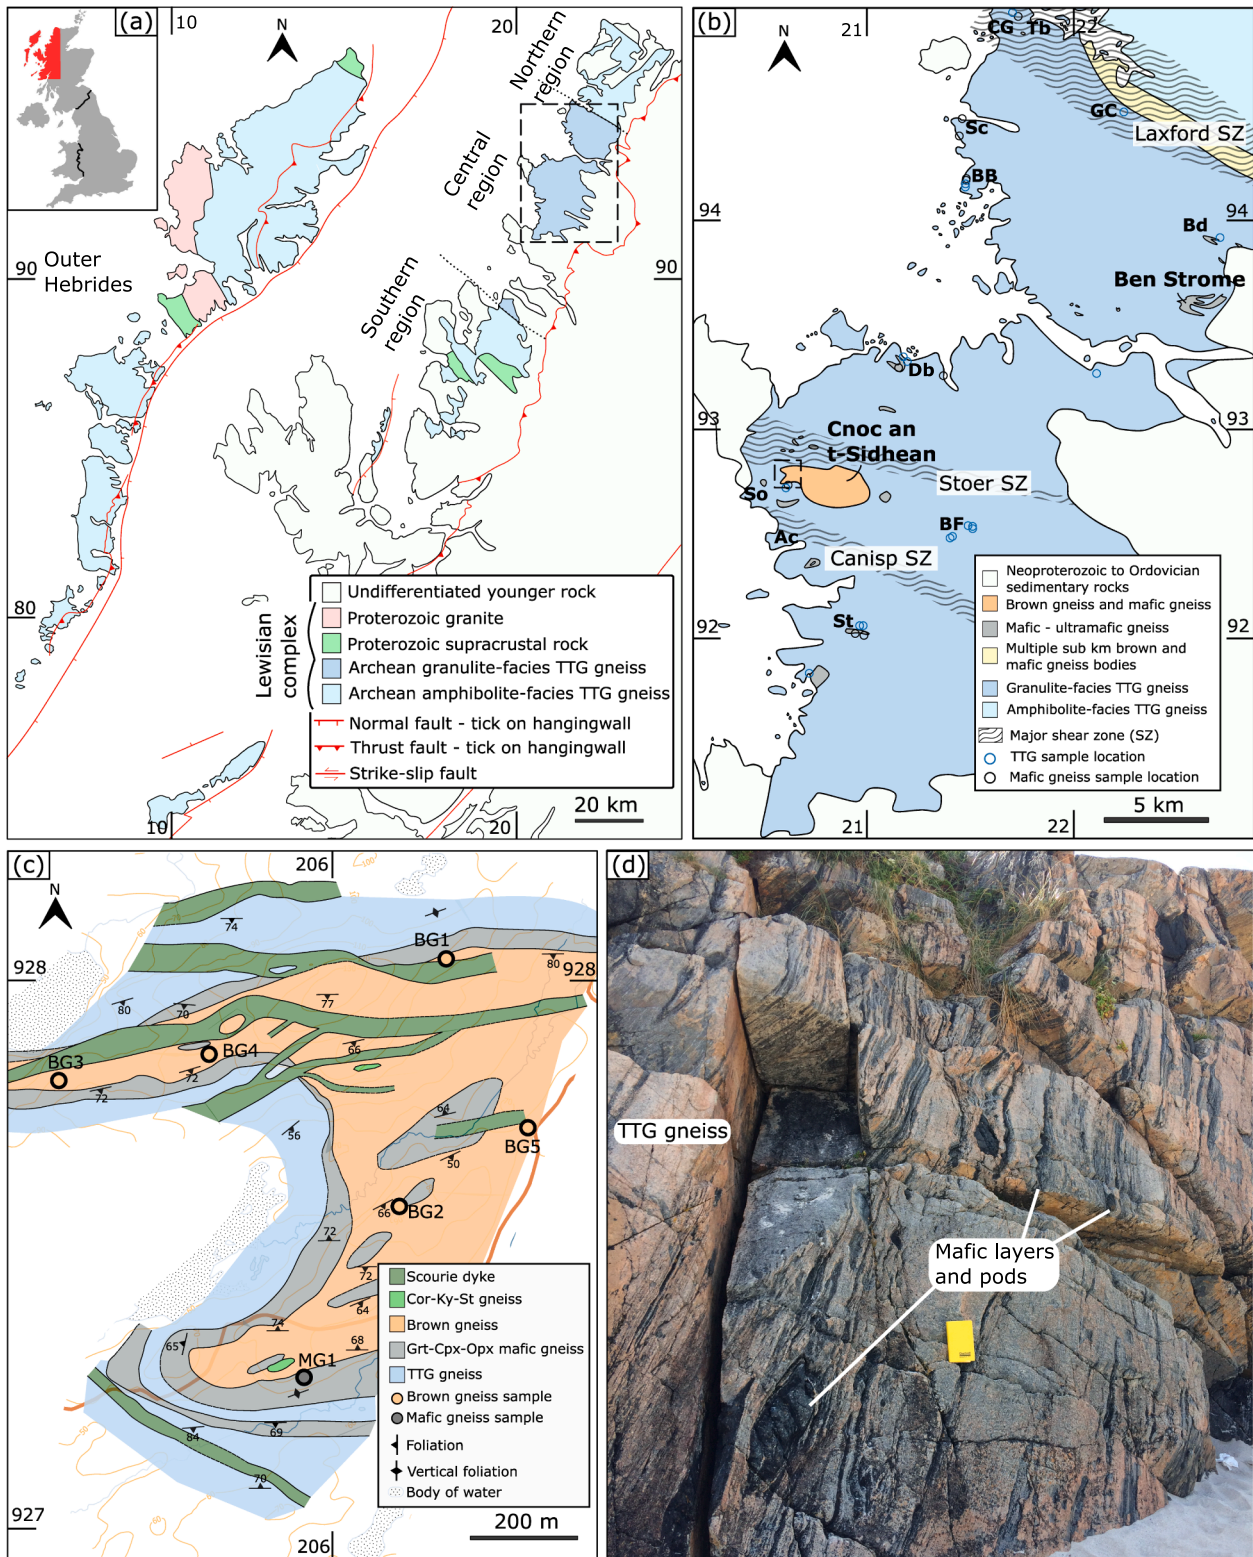 (a)
10
N
20
Northern
region
Central
region
90
Outer
Hebrides
90
Southern
region
80
Lewisian
complex
Undifferentiated younger rock
Proterozoic granite
Proterozoic supracrustal rock
Archean granulite-facies TTG gneiss
Archean amphibolite-facies TTG gneiss
Normal fault - tick on hangingwall
Thrust fault - tick on hangingwall
Strike-slip fault
20 km
10
20
(b)
21
N
CG
Tb
22
GC
Laxford SZ
Sc
BB
94
94
Bd
Ben Strome
Db
93
Cnoc an
t-Sidhean
Stoer SZ
So
BF
Ac
Canisp SZ
St
92
92
Neoproterozoic to Ordovician
sedimentary rocks
Brown gneiss and mafic gneiss
Mafic - ultramafic gneiss
Multiple sub km brown and
mafic gneiss bodies
Granulite-facies TTG gneiss
Amphibolite-facies TTG gneiss
Major shear zone (SZ)
TTG sample location
Mafic gneiss sample location
21
22
5 km
(c)
206
N
74
BG1
928
80
928
80
70
77
66
BG4
BG3
72
72
56
64
BG5
50
66
BG2
72
72
64
74
65
68
MG1
84
69
70
927
206
Scourie dyke
Cor-Ky-St gneiss
Brown gneiss
Grt-Cpx-Opx mafic gneiss
TTG gneiss
Brown gneiss sample
Mafic gneiss sample
Foliation
Vertical foliation
Body of water
200 m
(d)
TTG gneiss
Mafic layers
and pods